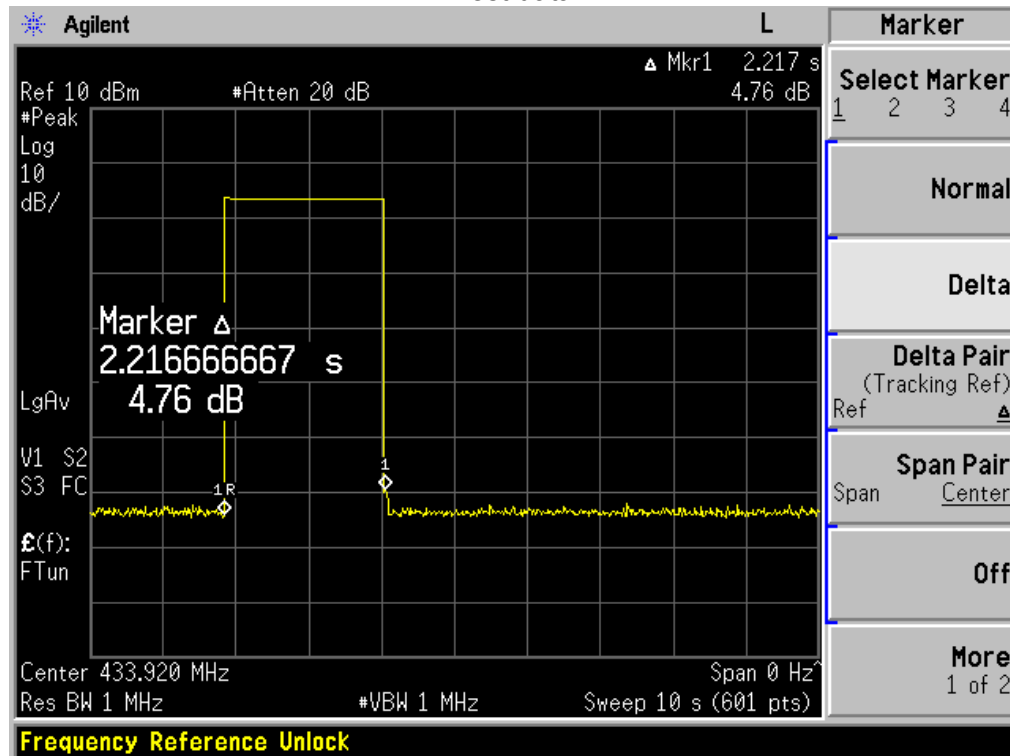 Agilent
L
Marker
Δ Mkr1 2.217 s
Ref 10 dBm #Atten 20 dB 4.76 dB
#Peak
Log
10
dB/
Marker Δ
2.216666667 s
4.76 dB
LgAv
V1 S2
S3 FC
1R
1
£(f):
FTun
Center 433.920 MHz Span 0 Hz^
Res BW 1 MHz #VBW 1 MHz Sweep 10 s (601 pts)
Frequency Reference Unlock
Select Marker
1 2 3 4
Normal
Delta
Delta Pair
(Tracking Ref)
Ref Δ
Span Pair
Span Center
Off
More
1 of 2